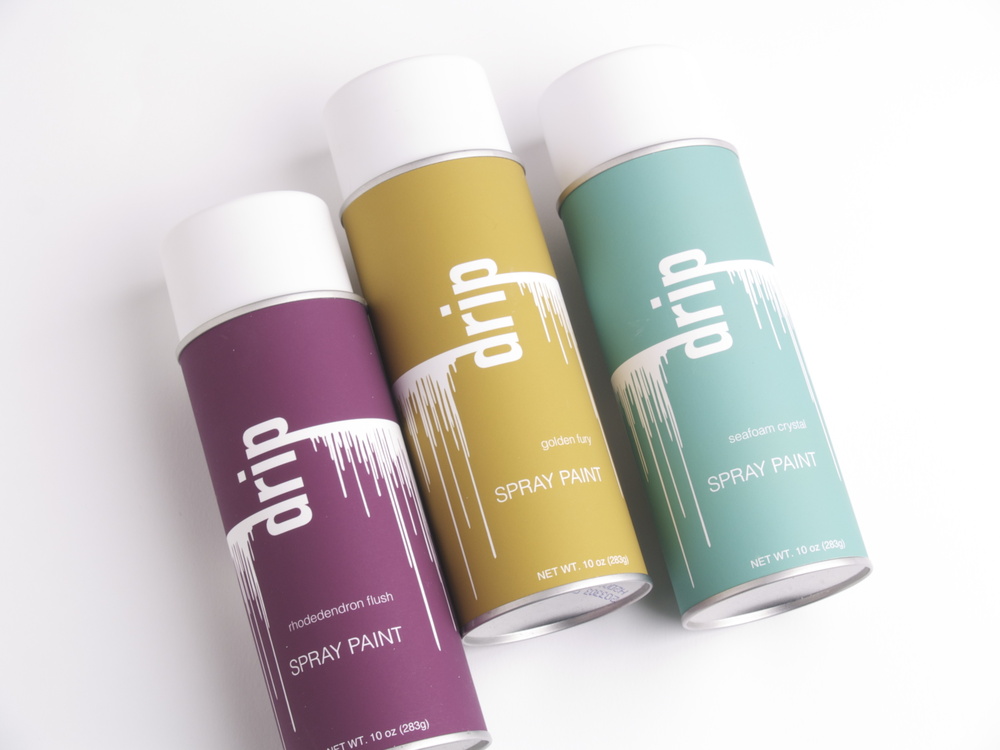 drip
rhodedendron flush
SPRAY PAINT
NET WT. 10 oz (283g)
drip
golden fury
SPRAY PAINT
NET WT. 10 oz (283g)
drip
seafoam crystal
SPRAY PAINT
NET WT. 10 oz (283g)